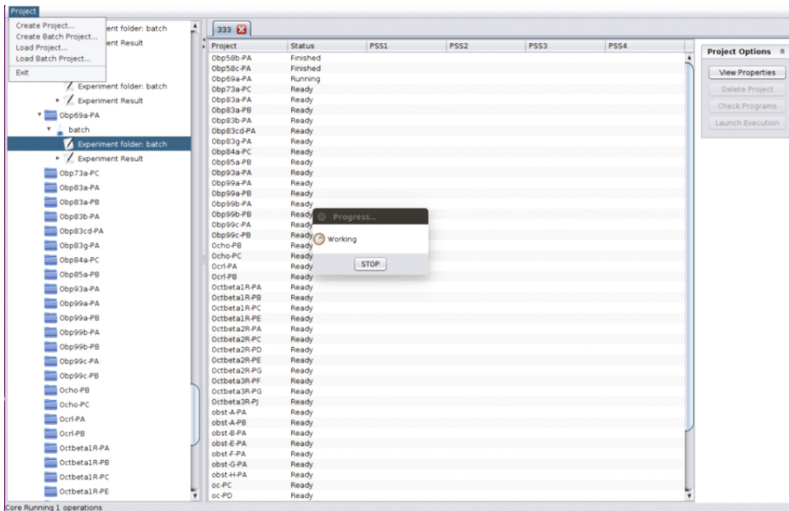 Project
Create Project...
Create Batch Project...
Load Project...
Load Batch Project...
Exit
ent folder: batch
ent Result
Experiment folder: batch
Experiment Result
Obp69a-PA
batch
Experiment folder: batch
Experiment Result
Obp73a-PC
Obp83a-PA
Obp83a-PB
Obp83b-PA
Obp83cd-PA
Obp83g-PA
Obp84a-PC
Obp85a-PB
Obp93a-PA
Obp99a-PA
Obp99a-PB
Obp99b-PA
Obp99b-PB
Obp99c-PA
Obp99c-PB
Ocho-PB
Ocho-PC
Ocrl-PA
Ocrl-PB
Octbeta1R-PA
Octbeta1R-PB
Octbeta1R-PC
Octbeta1R-PE
333
Project Status PSS1 PSS2 PSS3 PSS4
Obp58b-PA Finished
Obp58c-PA Finished
Obp69a-PA Running
Obp73a-PC Ready
Obp83a-PA Ready
Obp83a-PB Ready
Obp83b-PA Ready
Obp83cd-PA Ready
Obp83g-PA Ready
Obp84a-PC Ready
Obp85a-PB Ready
Obp93a-PA Ready
Obp99a-PA Ready
Obp99a-PB Ready
Obp99b-PA Ready
Obp99b-PB Ready
Obp99c-PA Ready
Obp99c-PB Ready
Ocho-PB Ready
Ocho-PC Ready
Ocrl-PA Ready
Ocrl-PB Ready
Octbeta1R-PA Ready
Octbeta1R-PB Ready
Octbeta1R-PC Ready
Octbeta1R-PE Ready
Octbeta2R-PA Ready
Octbeta2R-PC Ready
Octbeta2R-PD Ready
Octbeta2R-PE Ready
Octbeta2R-PG Ready
Octbeta3R-PF Ready
Octbeta3R-PG Ready
Octbeta3R-PJ Ready
obst-A-PA Ready
obst-A-PB Ready
obst-B-PA Ready
obst-E-PA Ready
obst-F-PA Ready
obst-G-PA Ready
obst-H-PA Ready
oc-PC Ready
oc-PD Ready
Progress...
Working
STOP
Project Options
View Properties
Delete Project
Check Programs
Launch Execution
Core Running 1 operations